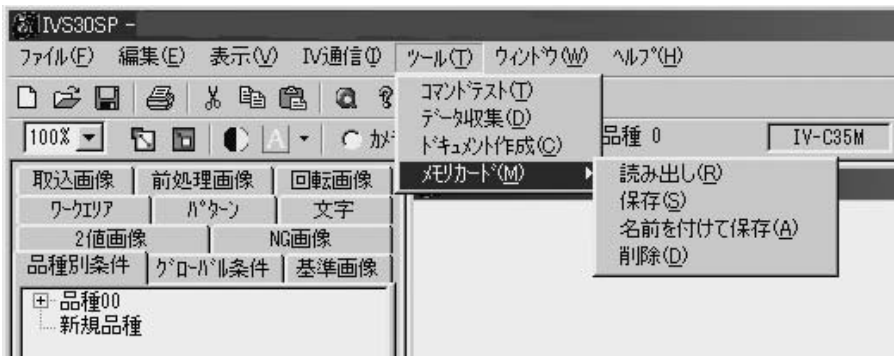 IVS30SP -
ファイル(F) 編集(E) 表示(V) IV通信(I) ツール(T) ウィンドウ(W) ヘルプ(H)
コマンドテスト(T)
データ収集(D)
ドキュメント作成(C)
メモリカード(M)
読み出し(R)
保存(S)
名前を付けて保存(A)
削除(D)
100% A カメ 品種 0 IV-C35M
取込画像 前処理画像 回転画像
ワークエリア パターン 文字
2値画像 NG画像
品種別条件 グローバル条件 基準画像
品種00
新規品種